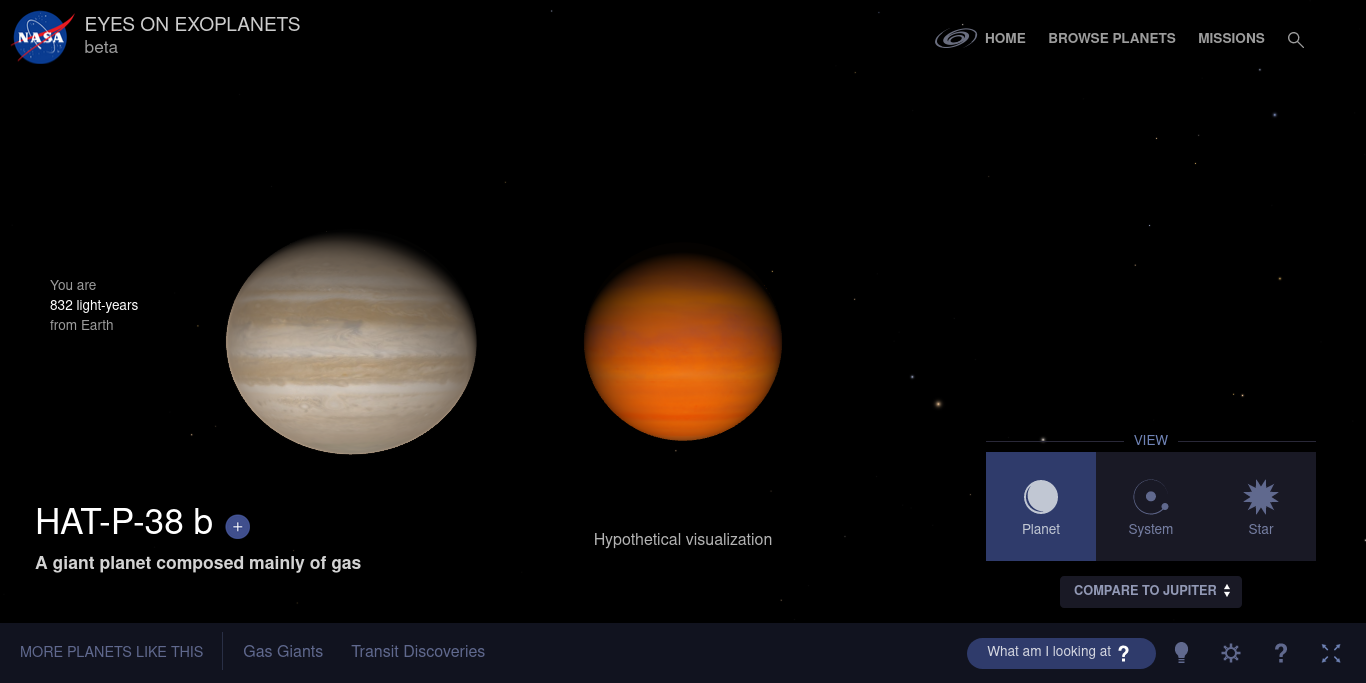 NASA
EYES ON EXOPLANETS
beta
HOME
BROWSE PLANETS
MISSIONS
You are
832 light-years
from Earth
HAT-P-38 b +
A giant planet composed mainly of gas
Hypothetical visualization
VIEW
Planet
System
Star
COMPARE TO JUPITER
MORE PLANETS LIKE THIS
Gas Giants
Transit Discoveries
What am I looking at ?
?